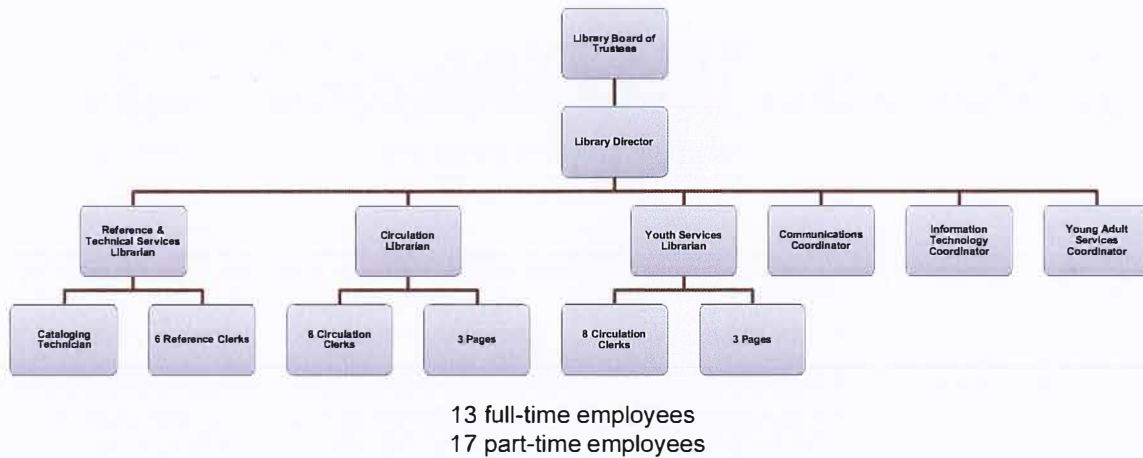 Library Board of
Trustees
Library Director
Reference &
Technical Services
Librarian
Circulation
Librarian
Youth Services
Librarian
Communications
Coordinator
Information
Technology
Coordinator
Young Adult
Services
Coordinator
Cataloging
Technician
6 Reference Clerks
8 Circulation
Clerks
3 Pages
8 Circulation
Clerks
3 Pages
13 full-time employees
17 part-time employees